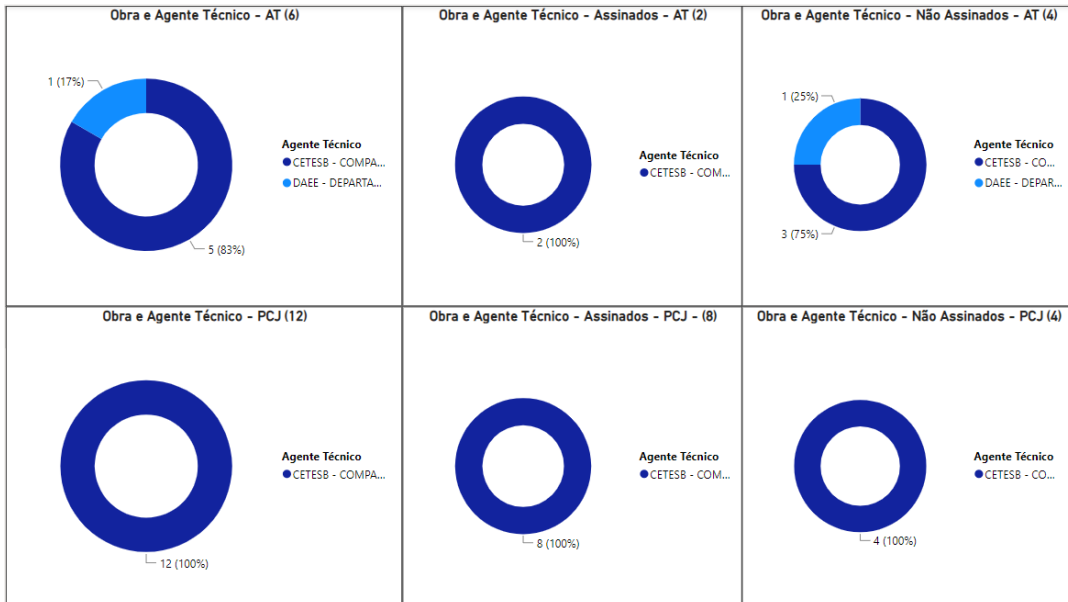 Obra e Agente Técnico - AT (6)
1 (17%)
5 (83%)
Agente Técnico
CETESB - COMPA...
DAEE - DEPARTA...
Obra e Agente Técnico - Assinados - AT (2)
2 (100%)
Agente Técnico
CETESB - COM...
Obra e Agente Técnico - Não Assinados - AT (4)
1 (25%)
3 (75%)
Agente Técnico
CETESB - CO...
DAEE - DEPAR...
Obra e Agente Técnico - PCJ (12)
12 (100%)
Agente Técnico
CETESB - COMPA...
Obra e Agente Técnico - Assinados - PCJ - (8)
8 (100%)
Agente Técnico
CETESB - COM...
Obra e Agente Técnico - Não Assinados - PCJ (4)
4 (100%)
Agente Técnico
CETESB - CO...